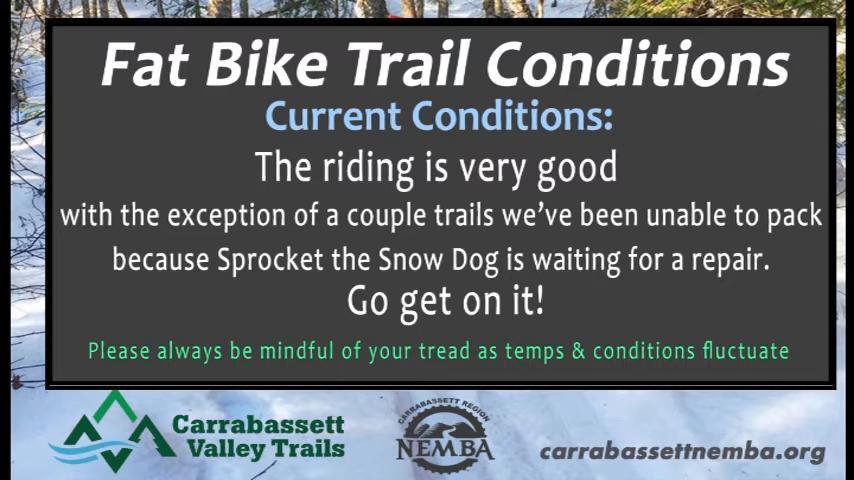 Fat Bike Trail Conditions
Current Conditions:
The riding is very good
with the exception of a couple trails we've been unable to pack
because Sprocket the Snow Dog is waiting for a repair.
Go get on it!
Please always be mindful of your tread as temps & conditions fluctuate
Carrabassett
Valley Trails
CARRABASSETT REGION
NEMBA
carrabassettnemba.org